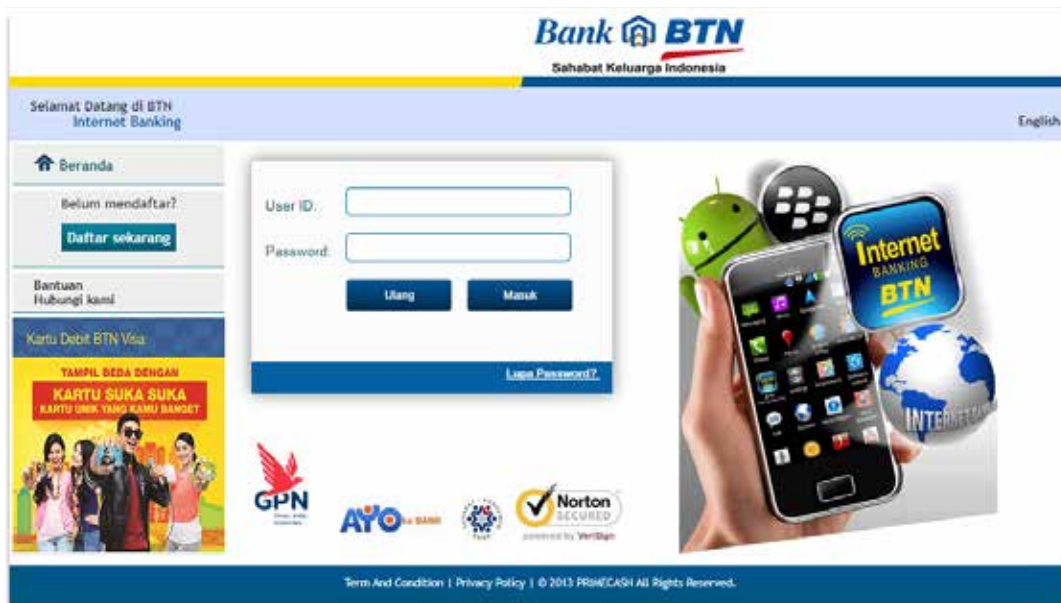 Bank BTN
Sahabat Keluarga Indonesia
Selamat Datang di BTN
Internet Banking
English
Beranda
Belum mendaftar?
Daftar sekarang
Bantuan
Hubungi kami
Kartu Debit BTN Visa
TAMPIL BEDA DENGAN
KARTU SUKA SUKA
KARTU UNIK YANG KAMU BANGET
User ID:
Password:
Ulang
Masuk
Lupa Password?
Internet
BANKING
BTN
INTERNET
GPN
AYO ke BANK
Norton
SECURED
powered by VeriSign
Term And Condition | Privacy Policy | © 2013 PRIMECASH All Rights Reserved.